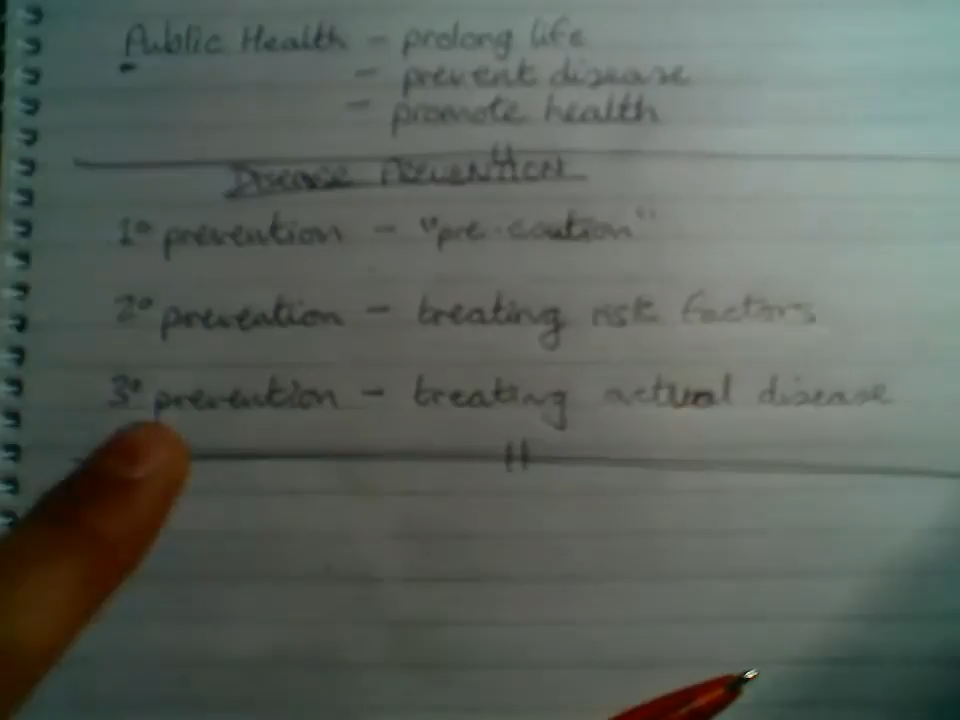 Public Health - prolong life
- prevent disease
- promote health
DISEASE PREVENTION
1° prevention - "pre-caution"
2° prevention - treating risk factors
3° prevention - treating actual disease